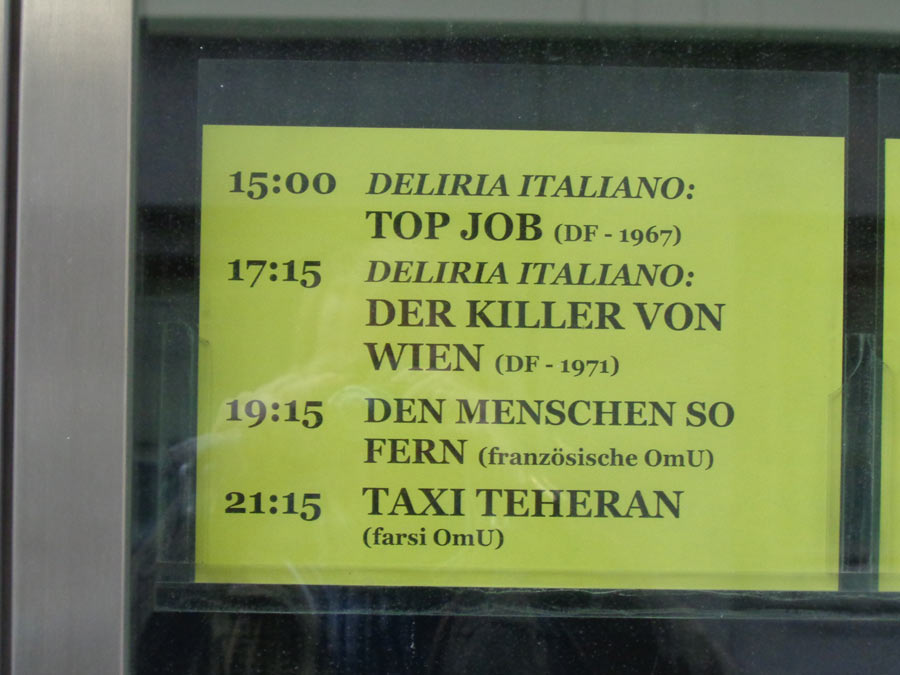 15:00 DELIRIA ITALIANO:
TOP JOB (DF - 1967)
17:15 DELIRIA ITALIANO:
DER KILLER VON
WIEN (DF - 1971)
19:15 DEN MENSCHEN SO
FERN (französische OmU)
21:15 TAXI TEHERAN
(farsi OmU)